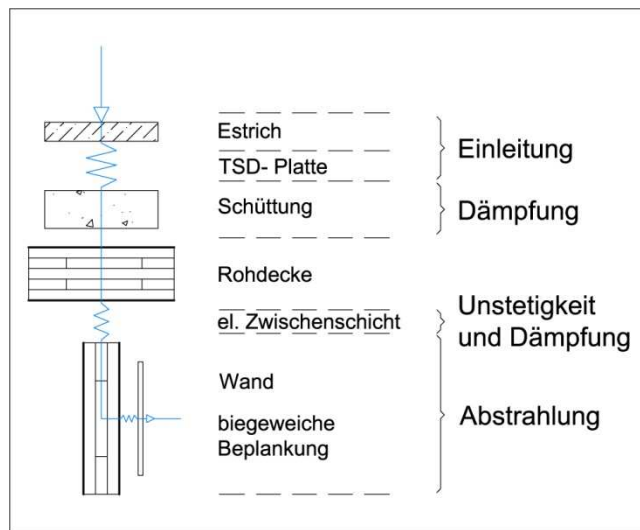 Estrich
TSD- Platte
Schüttung
Rohdecke
el. Zwischenschicht
Wand
biegeweiche
Beplankung
Einleitung
Dämpfung
Unstetigkeit
und Dämpfung
Abstrahlung